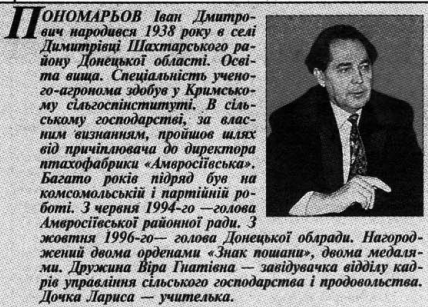 ПОНОМАРЬОВ Іван Дмитро-
вич народився 1938 року в селі
Димитрівці Шахтарського ра-
йону Донецької області. Осві-
та вища. Спеціальність учено-
го-агронома здобув у Кримсько-
му сільгоспінституті. В сіль-
ському господарстві, за влас-
ним визнанням, пройшов шлях
від причіплювача до директора
птахофабрики «Амвросіївська».
Багато років підряд був на
комсомольській і партійній ро-
боті. З червня 1994-го —голова
Амвросіївської районної ради. З
жовтня 1996-го— голова Донецької облради. Нагород-
жений двома орденами «Знак пошани», двома медаля-
ми. Дружина Віра Гнатівна — завідувачка відділу кад-
рів управління сільського господарства і продовольства.
Дочка Лариса — учителька.